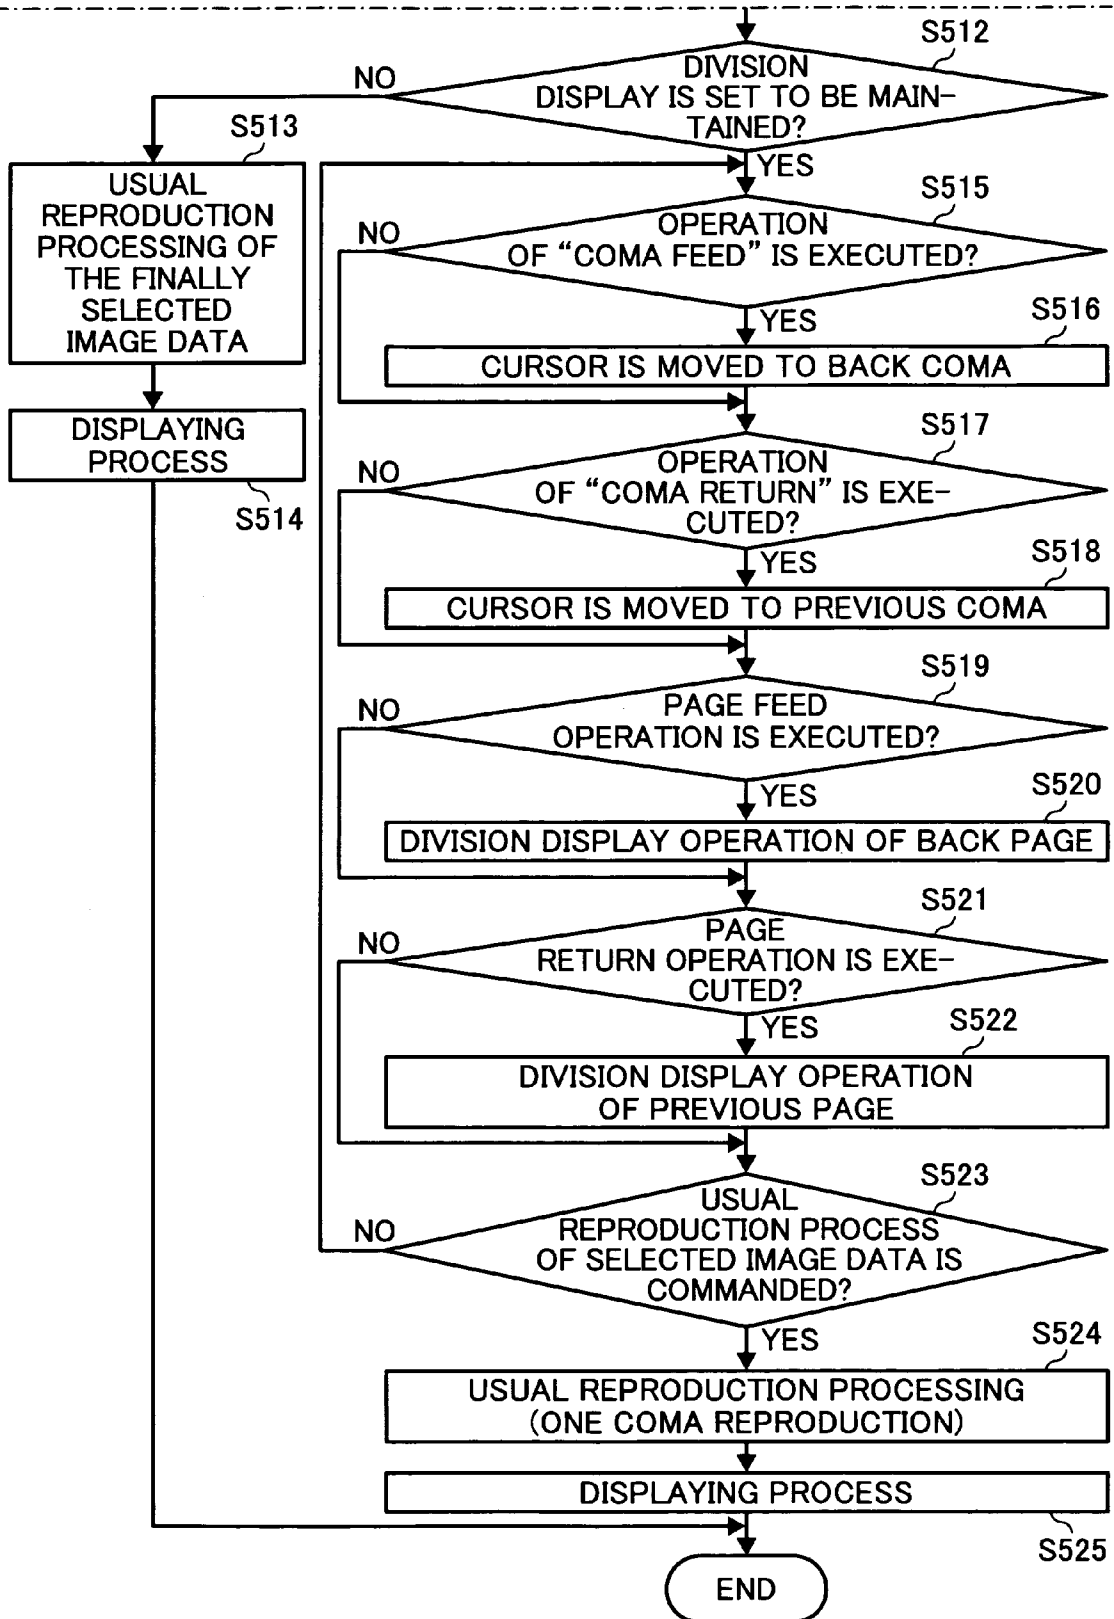 S512
DIVISION
DISPLAY IS SET TO BE MAIN-
TAINED?
NO
YES
S513
USUAL
REPRODUCTION
PROCESSING OF
THE FINALLY
SELECTED
IMAGE DATA
DISPLAYING
PROCESS
S514
S515
OPERATION
OF “COMA FEED” IS EXECUTED?
NO
YES
S516
CURSOR IS MOVED TO BACK COMA
S517
OPERATION
OF “COMA RETURN” IS EXE-
CUTED?
NO
YES
S518
CURSOR IS MOVED TO PREVIOUS COMA
S519
PAGE FEED
OPERATION IS EXECUTED?
NO
YES
S520
DIVISION DISPLAY OPERATION OF BACK PAGE
S521
PAGE
RETURN OPERATION IS EXE-
CUTED?
NO
YES
S522
DIVISION DISPLAY OPERATION
OF PREVIOUS PAGE
S523
USUAL
REPRODUCTION PROCESS
OF SELECTED IMAGE DATA IS
COMMANDED?
NO
YES
S524
USUAL REPRODUCTION PROCESSING
(ONE COMA REPRODUCTION)
DISPLAYING PROCESS
S525
END